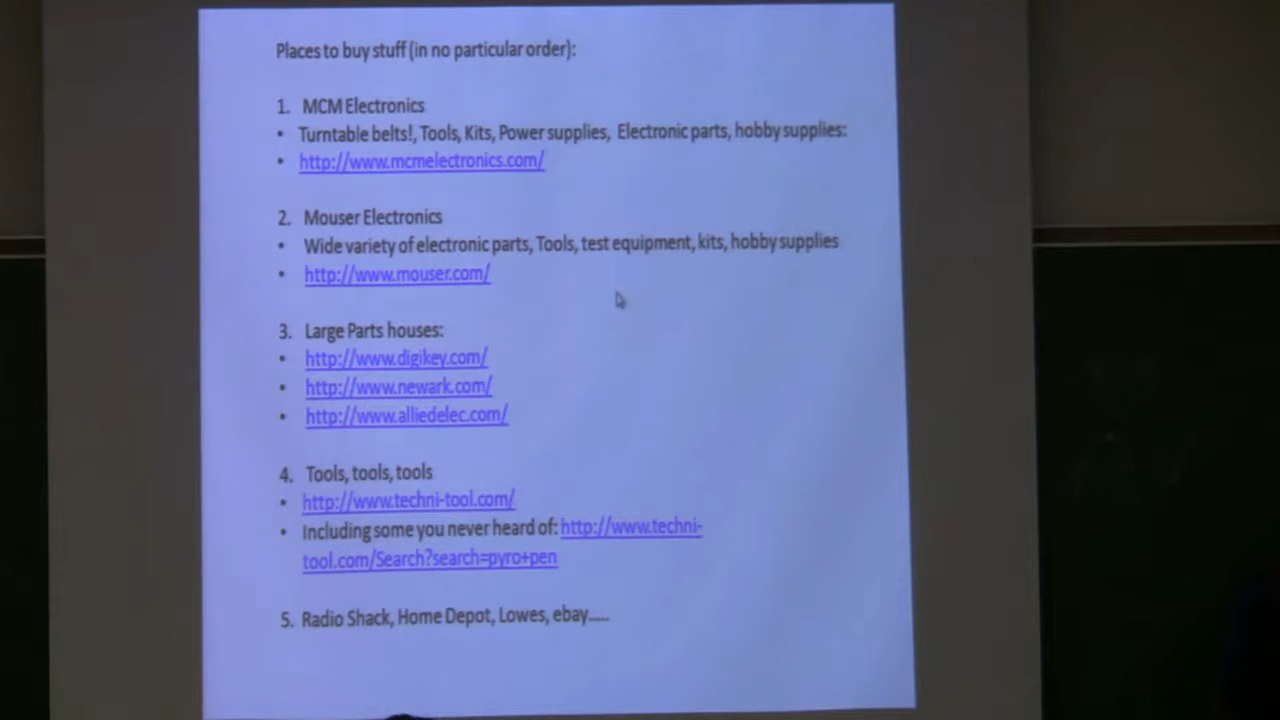 Places to buy stuff (in no particular order):
1. MCM Electronics
• Turntable belts!, Tools, Kits, Power supplies, Electronic parts, hobby supplies:
• http://www.mcmelectronics.com/
2. Mouser Electronics
• Wide variety of electronic parts, Tools, test equipment, kits, hobby supplies
• http://www.mouser.com/
3. Large Parts houses:
• http://www.digikey.com/
• http://www.newark.com/
• http://www.alliedelec.com/
4. Tools, tools, tools
• http://www.techni-tool.com/
• Including some you never heard of: http://www.techni-
tool.com/Search?search=pyro+pen
5. Radio Shack, Home Depot, Lowes, ebay.....